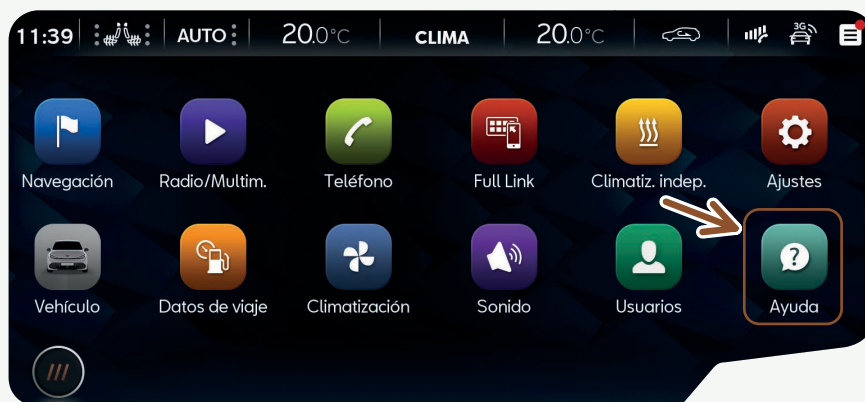 11:39 AUTO 20.0°C CLIMA 20.0°C 3G
Navegación Radio/Multim. Teléfono Full Link Climatiz. indep. Ajustes
Vehículo Datos de viaje Climatización Sonido Usuarios Ayuda